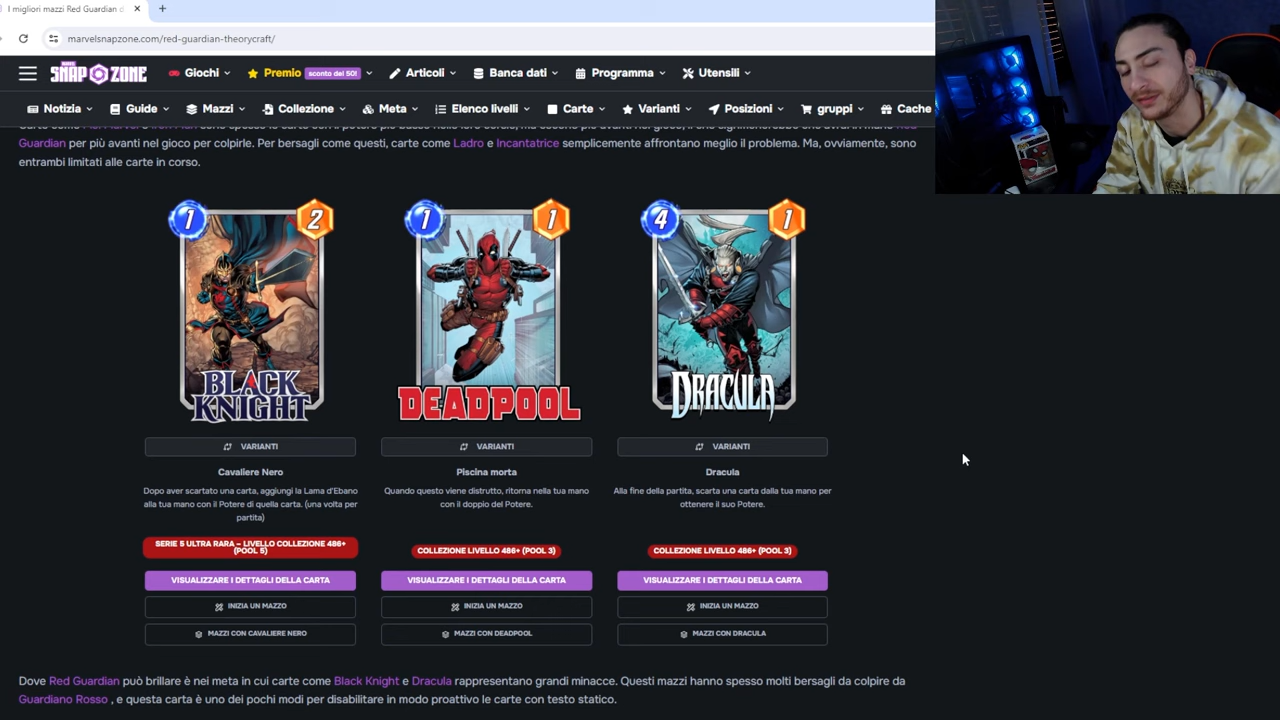 I migliori mazzi Red Guardian d
marvelsnapzone.com/red-guardian-theorycraft/
SNAP ZONE Giochi Premio sconto del 50! Articoli Banca dati Programma Utensili
Notizia Guide Mazzi Collezione Meta Elenco livelli Carte Varianti Posizioni gruppi Cache
Guardian per più avanti nel gioco per colpirle. Per bersagli come questi, carte come Ladro e Incantatrice semplicemente affrontano meglio il problema. Ma, ovviamente, sono
entrambi limitati alle carte in corso.
1 2 1 1 4 1
BLACK KNIGHT DEADPOOL DRACULA
VARIANTI VARIANTI VARIANTI
Cavaliere Nero Piscina morta Dracula
Dopo aver scartato una carta, aggiungi la Lama d'Ebano Quando questo viene distrutto, ritorna nella tua mano Alla fine della partita, scarta una carta dalla tua mano per
alla tua mano con il Potere di quella carta. (una volta per con il doppio del Potere. ottenere il suo Potere.
partita)
SERIE 5 ULTRA RARA – LIVELLO COLLEZIONE 486+
(POOL 5) COLLEZIONE LIVELLO 486+ (POOL 3) COLLEZIONE LIVELLO 486+ (POOL 3)
VISUALIZZARE I DETTAGLI DELLA CARTA VISUALIZZARE I DETTAGLI DELLA CARTA VISUALIZZARE I DETTAGLI DELLA CARTA
INIZIA UN MAZZO INIZIA UN MAZZO INIZIA UN MAZZO
MAZZI CON CAVALIERE NERO MAZZI CON DEADPOOL MAZZI CON DRACULA
Dove Red Guardian può brillare è nei meta in cui carte come Black Knight e Dracula rappresentano grandi minacce. Questi mazzi hanno spesso molti bersagli da colpire da
Guardiano Rosso , e questa carta è uno dei pochi modi per disabilitare in modo proattivo le carte con testo statico.